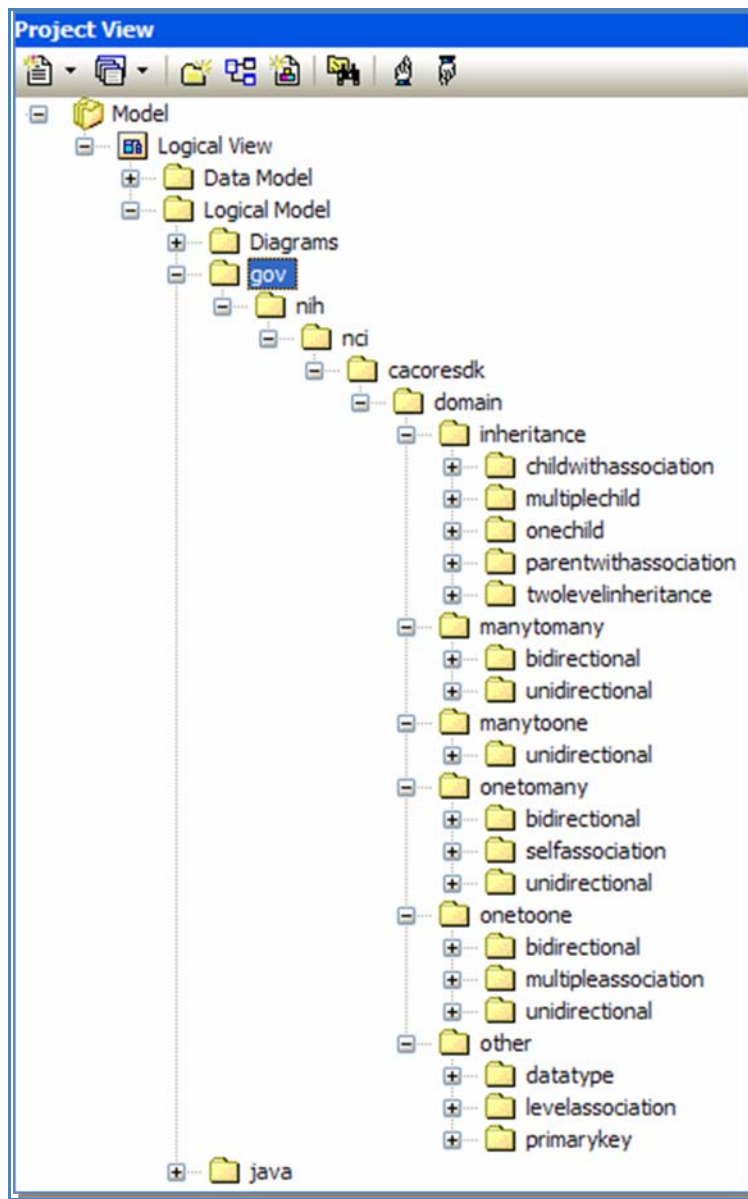 Project View
Model
Logical View
Data Model
Logical Model
Diagrams
gov
nih
nci
cacoresdk
domain
inheritance
childwithassociation
multiplechild
onechild
parentwithassociation
twolevelinheritance
manytomany
bidirectional
unidirectional
manytoone
unidirectional
onetomany
bidirectional
selfassociation
unidirectional
onetoone
bidirectional
multipleassociation
unidirectional
other
datatype
levelassociation
primarykey
java